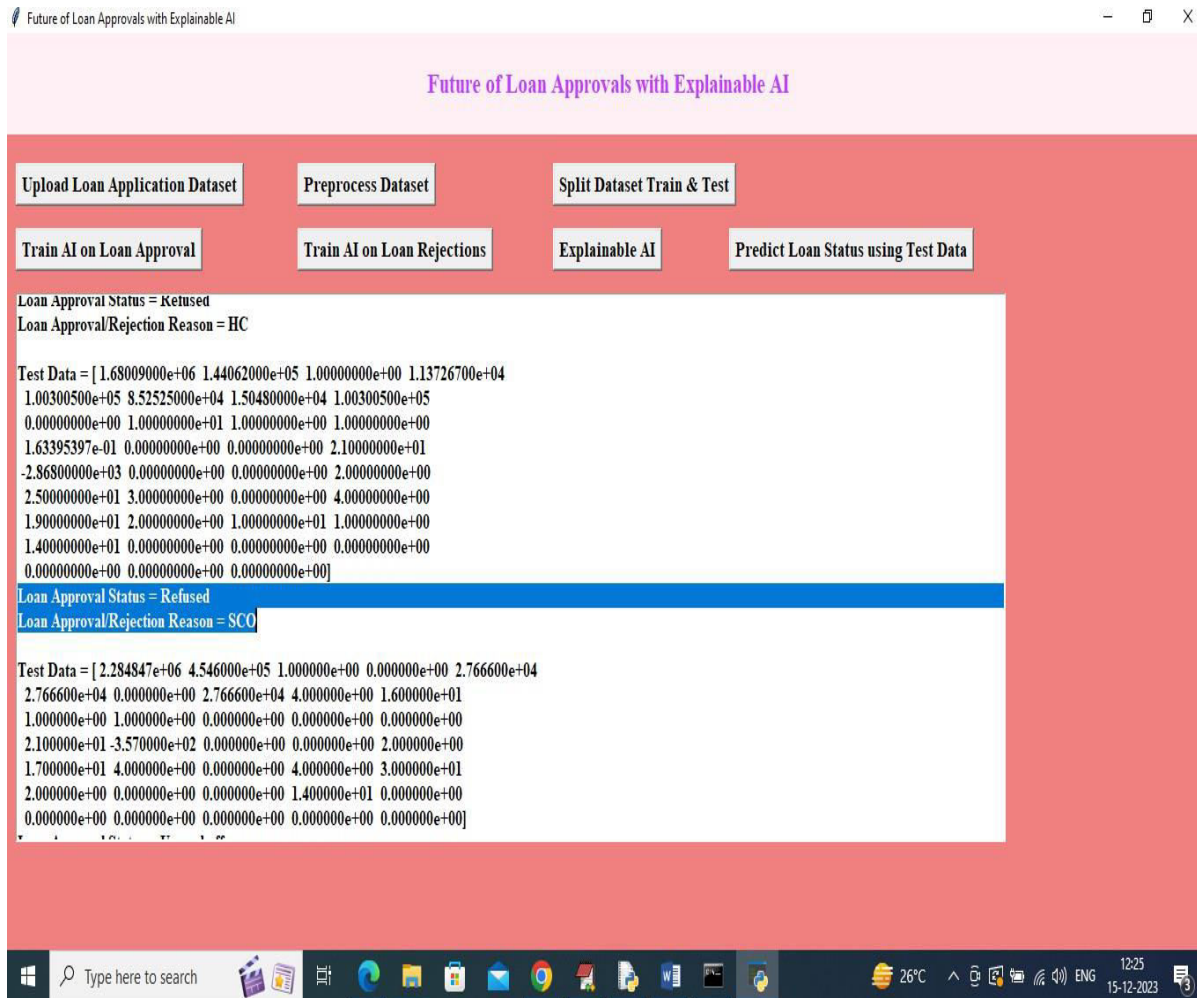 Future of Loan Approvals with Explainable AI
Future of Loan Approvals with Explainable AI
Upload Loan Application Dataset
Preprocess Dataset
Split Dataset Train & Test
Train AI on Loan Approval
Train AI on Loan Rejections
Explainable AI
Predict Loan Status using Test Data
Loan Approval Status = Refused
Loan Approval/Rejection Reason = HC
Test Data = [ 1.68009000e+06 1.44062000e+05 1.00000000e+00 1.13726700e+04
1.00300500e+05 8.52525000e+04 1.50480000e+04 1.00300500e+05
0.00000000e+00 1.00000000e+01 1.00000000e+00 1.00000000e+00
1.63395397e-01 0.00000000e+00 0.00000000e+00 2.10000000e+01
-2.86800000e+03 0.00000000e+00 0.00000000e+00 2.00000000e+00
2.50000000e+01 3.00000000e+00 0.00000000e+00 4.00000000e+00
1.90000000e+01 2.00000000e+00 1.00000000e+01 1.00000000e+00
1.40000000e+01 0.00000000e+00 0.00000000e+00 0.00000000e+00
0.00000000e+00 0.00000000e+00 0.00000000e+00]
Loan Approval Status = Refused
Loan Approval/Rejection Reason = SCO
Test Data = [ 2.284847e+06 4.546000e+05 1.000000e+00 0.000000e+00 2.766600e+04
2.766600e+04 0.000000e+00 2.766600e+04 4.000000e+00 1.600000e+01
1.000000e+00 1.000000e+00 0.000000e+00 0.000000e+00 0.000000e+00
2.100000e+01 -3.570000e+02 0.000000e+00 0.000000e+00 2.000000e+00
1.700000e+01 4.000000e+00 0.000000e+00 4.000000e+00 3.000000e+01
2.000000e+00 0.000000e+00 0.000000e+00 1.400000e+01 0.000000e+00
0.000000e+00 0.000000e+00 0.000000e+00 0.000000e+00 0.000000e+00]
Type here to search
26°C
ENG
12:25
15-12-2023
3